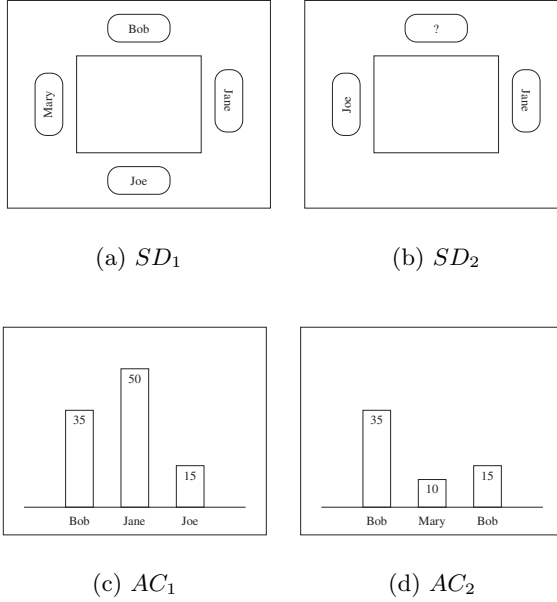 Bob
?
Mary
Jane
Joe
Jane
Joe
(a) SD₁
(b) SD₂
50
35
15
Bob Jane Joe
35
10
15
Bob Mary Bob
(c) AC₁
(d) AC₂